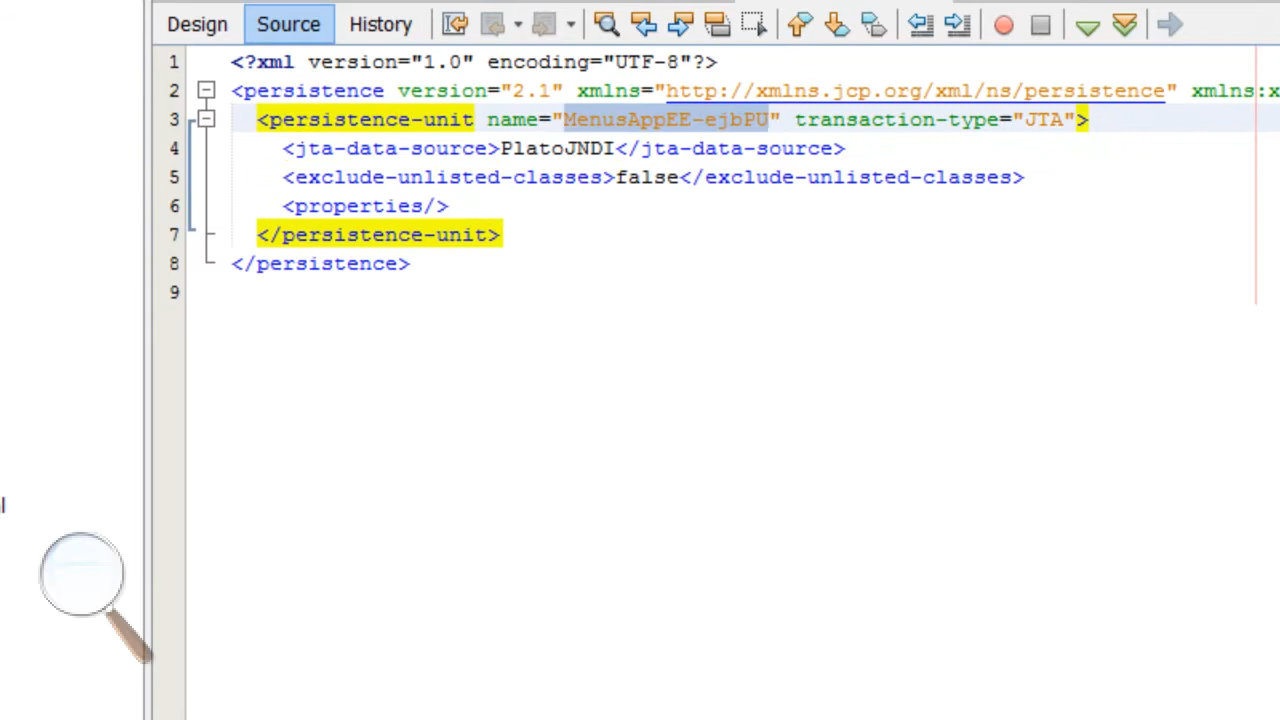 Design Source History
1 <?xml version="1.0" encoding="UTF-8"?>
2 <persistence version="2.1" xmlns="http://xmlns.jcp.org/xml/ns/persistence" xmlns:x
3 <persistence-unit name="MenusAppEE-ejbPU" transaction-type="JTA">
4 <jta-data-source>PlatoJNDI</jta-data-source>
5 <exclude-unlisted-classes>false</exclude-unlisted-classes>
6 <properties/>
7 </persistence-unit>
8 </persistence>
9